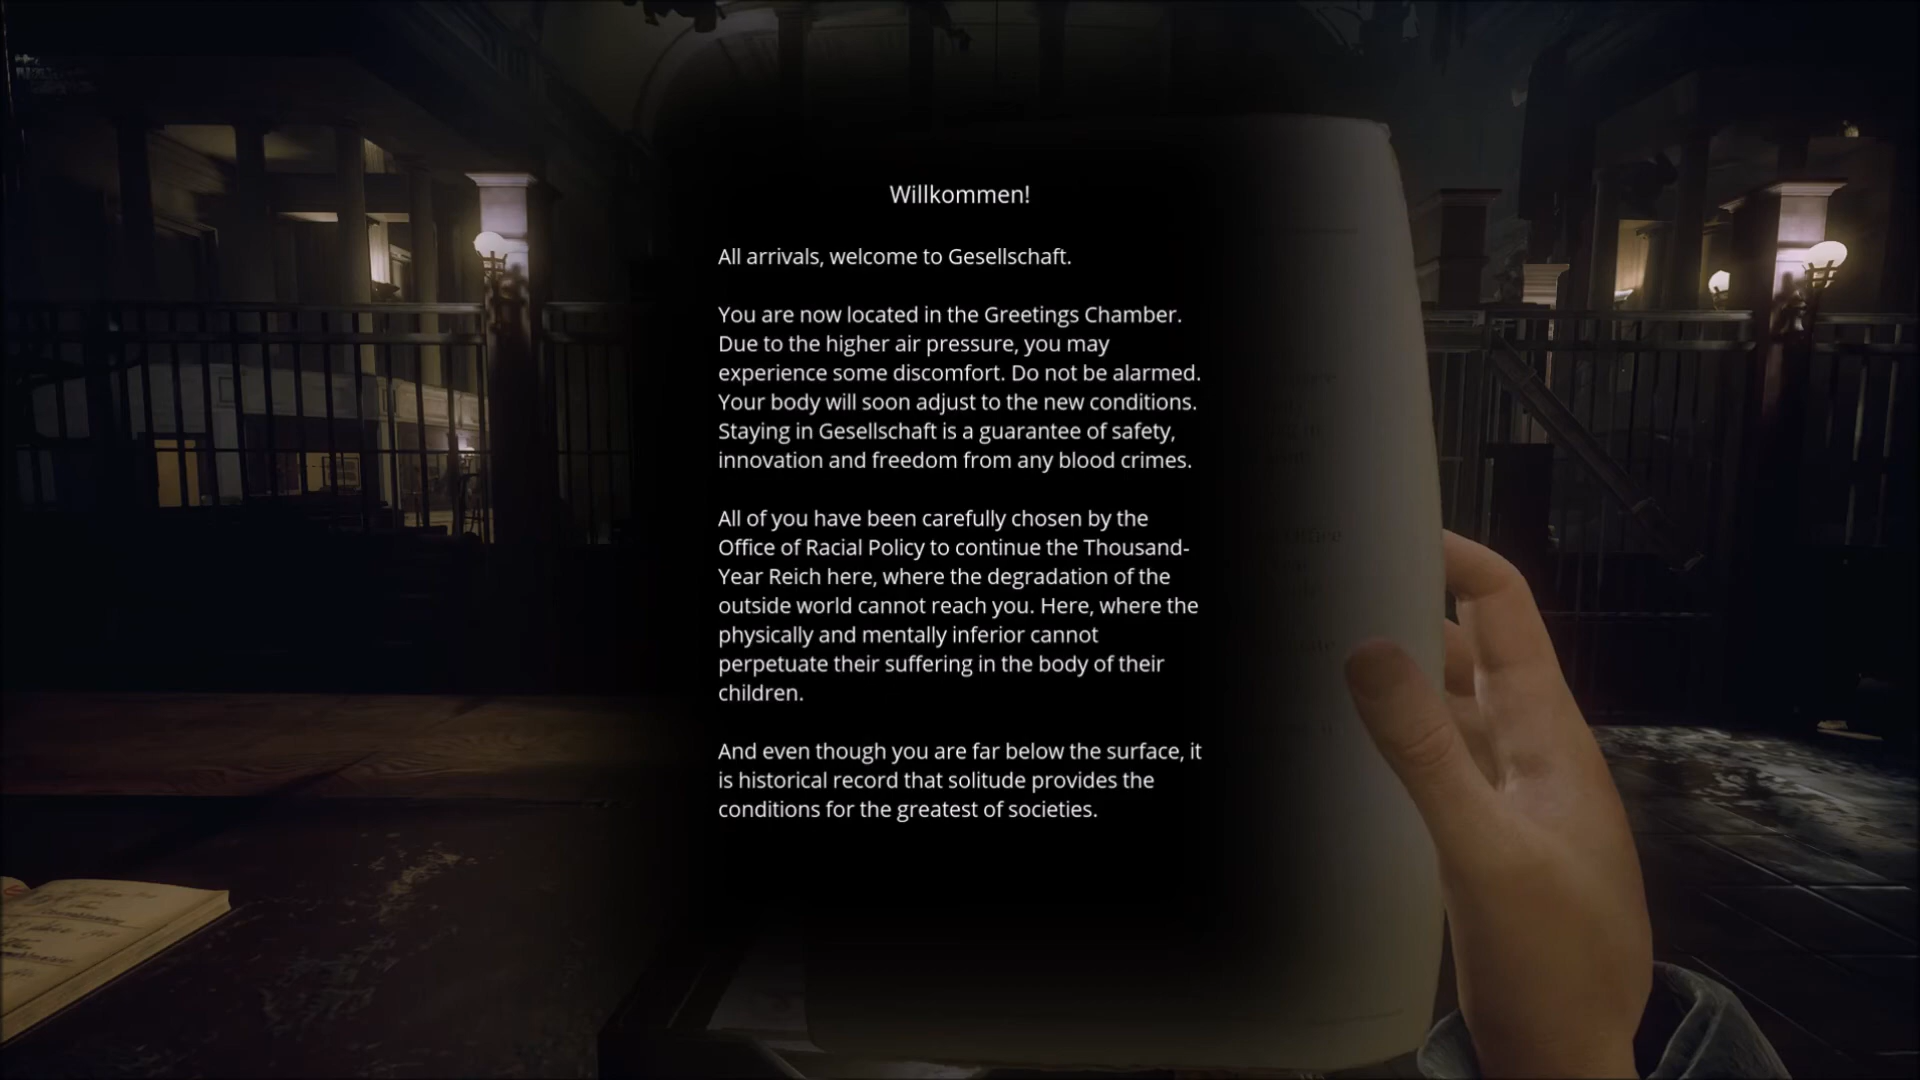 Willkommen!
All arrivals, welcome to Gesellschaft.
You are now located in the Greetings Chamber.
Due to the higher air pressure, you may
experience some discomfort. Do not be alarmed.
Your body will soon adjust to the new conditions.
Staying in Gesellschaft is a guarantee of safety,
innovation and freedom from any blood crimes.
All of you have been carefully chosen by the
Office of Racial Policy to continue the Thousand-
Year Reich here, where the degradation of the
outside world cannot reach you. Here, where the
physically and mentally inferior cannot
perpetuate their suffering in the body of their
children.
And even though you are far below the surface, it
is historical record that solitude provides the
conditions for the greatest of societies.